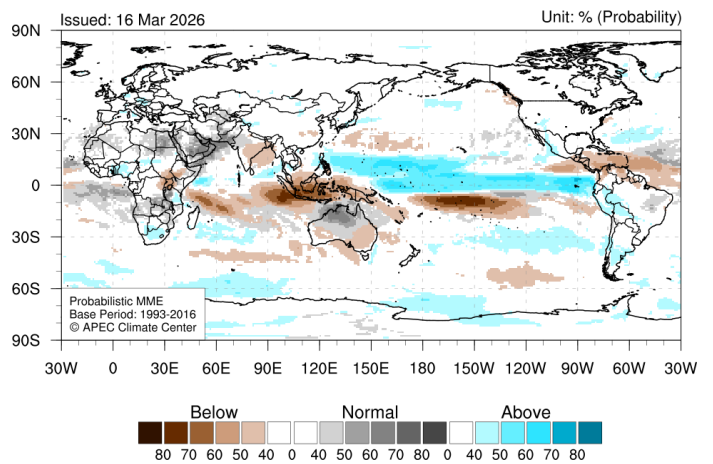 Issued: 16 Mar 2026
Unit: % (Probability)
90N
60N
30N
0
30S
60S
90S
Probabilistic MME
Base Period: 1993-2016
© APEC Climate Center
30W 0 30E 60E 90E 120E 150E 180 150W 120W 90W 60W 30W
Below Normal Above
80 70 60 50 40 0 0 40 50 60 70 80 0 40 50 60 70 80